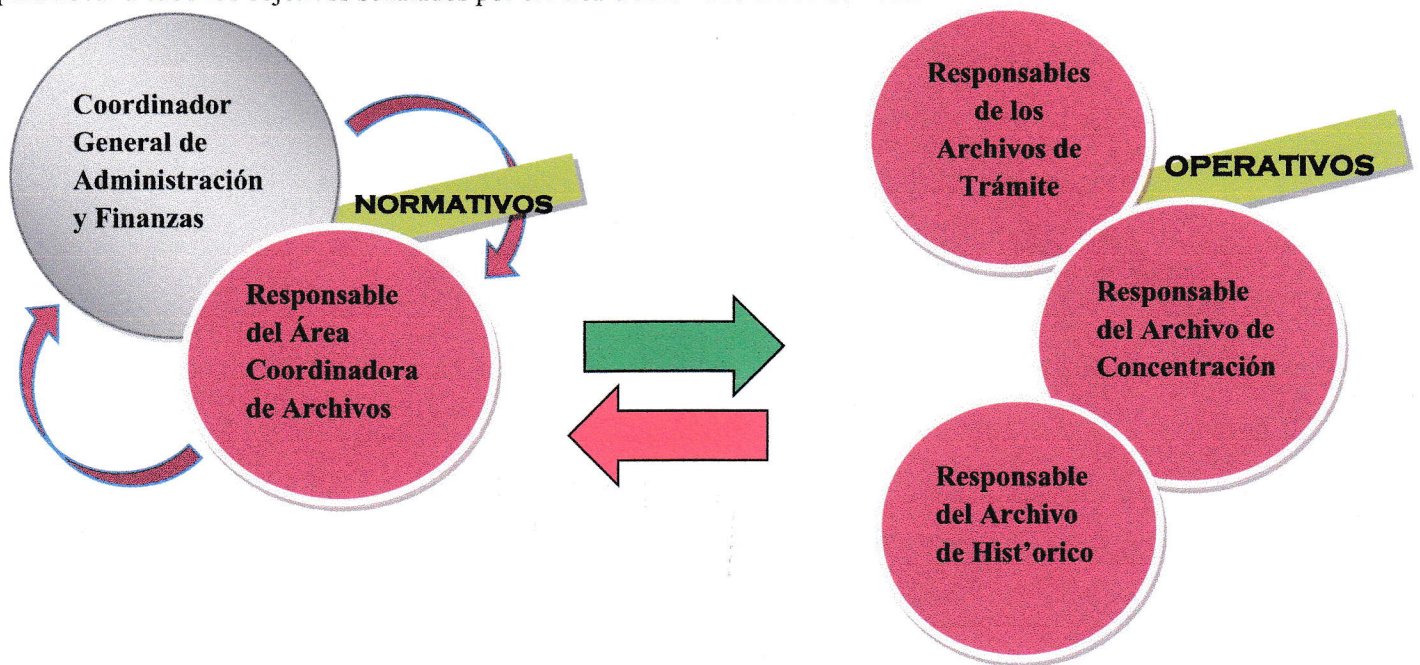 Coordinador
General de
Administración
y Finanzas
NORMATIVOS
Responsable
del Área
Coordinadora
de Archivos
Responsables
de los
Archivos de
Trámite
OPERATIVOS
Responsable
del Archivo de
Concentración
Responsable
del Archivo
de Hist’orico